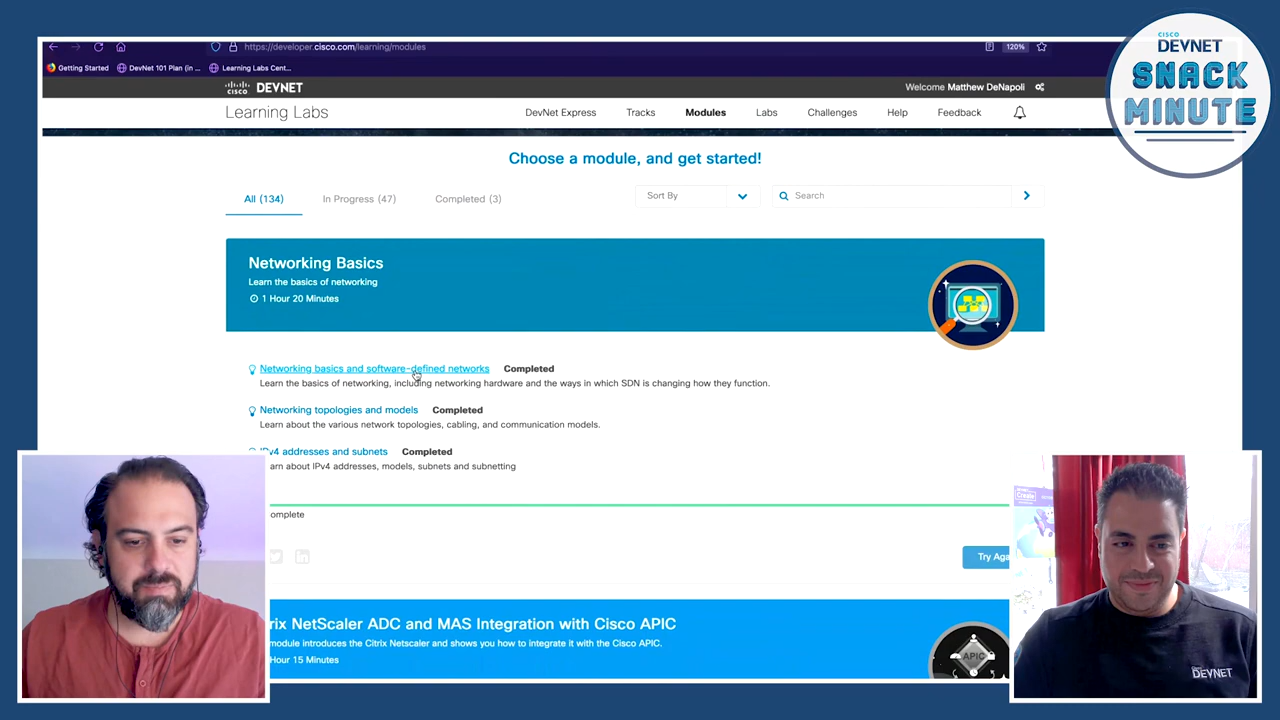 https://developer.cisco.com/learning/modules
120%
CISCO
DEVNET
SNACK
MINUTE
Getting Started
DevNet 101 Plan (in ...
Learning Labs Cent...
CISCO DEVNET
Welcome Matthew DeNapoli
Learning Labs
DevNet Express
Tracks
Modules
Labs
Challenges
Help
Feedback
Choose a module, and get started!
All (134)
In Progress (47)
Completed (3)
Sort By
Search
Networking Basics
Learn the basics of networking
1 Hour 20 Minutes
Networking basics and software-defined networks Completed
Learn the basics of networking, including networking hardware and the ways in which SDN is changing how they function.
Networking topologies and models Completed
Learn about the various network topologies, cabling, and communication models.
IPv4 addresses and subnets Completed
arn about IPv4 addresses, models, subnets and subnetting
omplete
Try Aga
rix NetScaler ADC and MAS Integration with Cisco APIC
module introduces the Citrix Netscaler and shows you how to integrate it with the Cisco APIC.
Hour 15 Minutes
APIC
Create
DEVNET